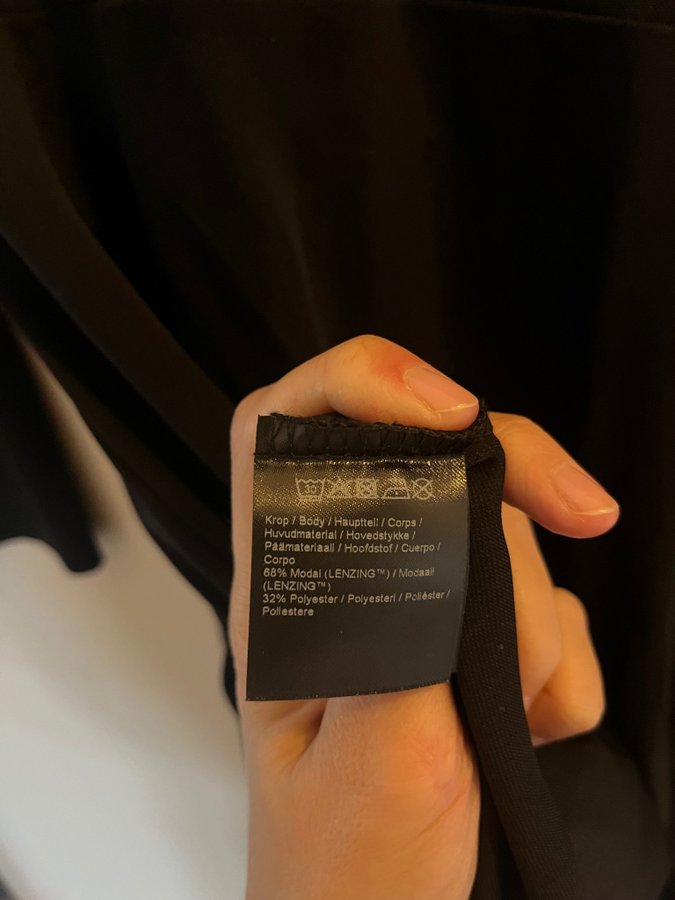 30
Krop / Body / Hauptteil / Corps /
Huvudmaterial / Hovedstykke /
Päämateriaali / Hoofdstof / Cuerpo /
Corpo
68% Modal (LENZING™) / Modaali
(LENZING™)
32% Polyester / Polyesteri / Poliéster /
Poliestere